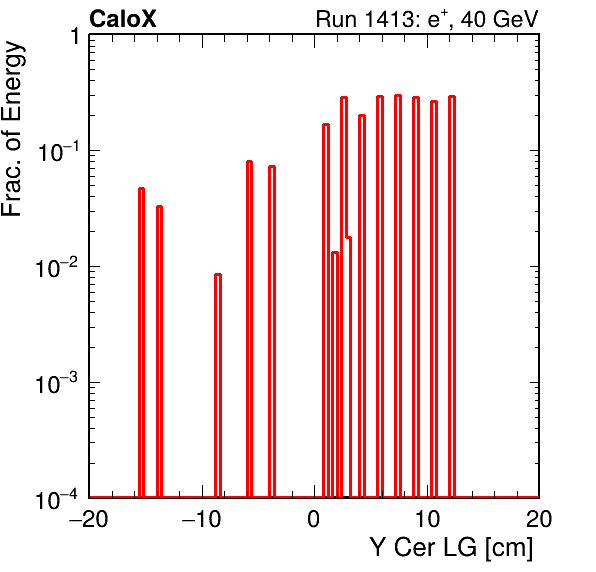 CaloX Run 1413: e⁺, 40 GeV
Frac. of Energy
1
10⁻¹
10⁻²
10⁻³
10⁻⁴
−20 −10 0 10 20
Y Cer LG [cm]